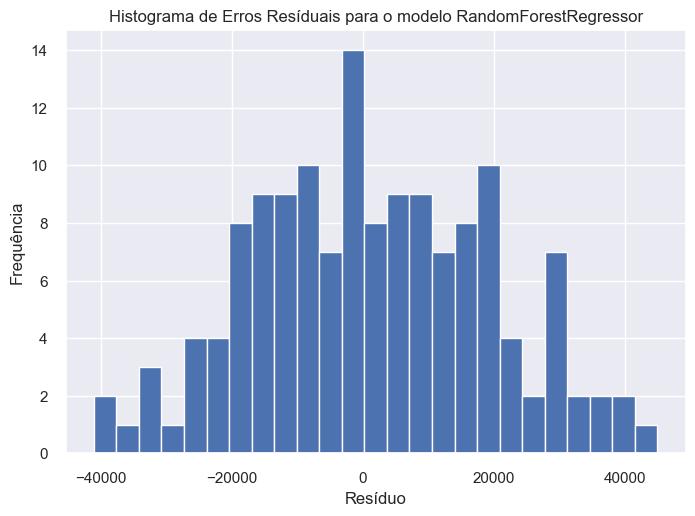 Histograma de Erros Resíduais para o modelo RandomForestRegressor
14
12
10
8
6
4
2
0
Frequência
−40000 −20000 0 20000 40000
Resíduo